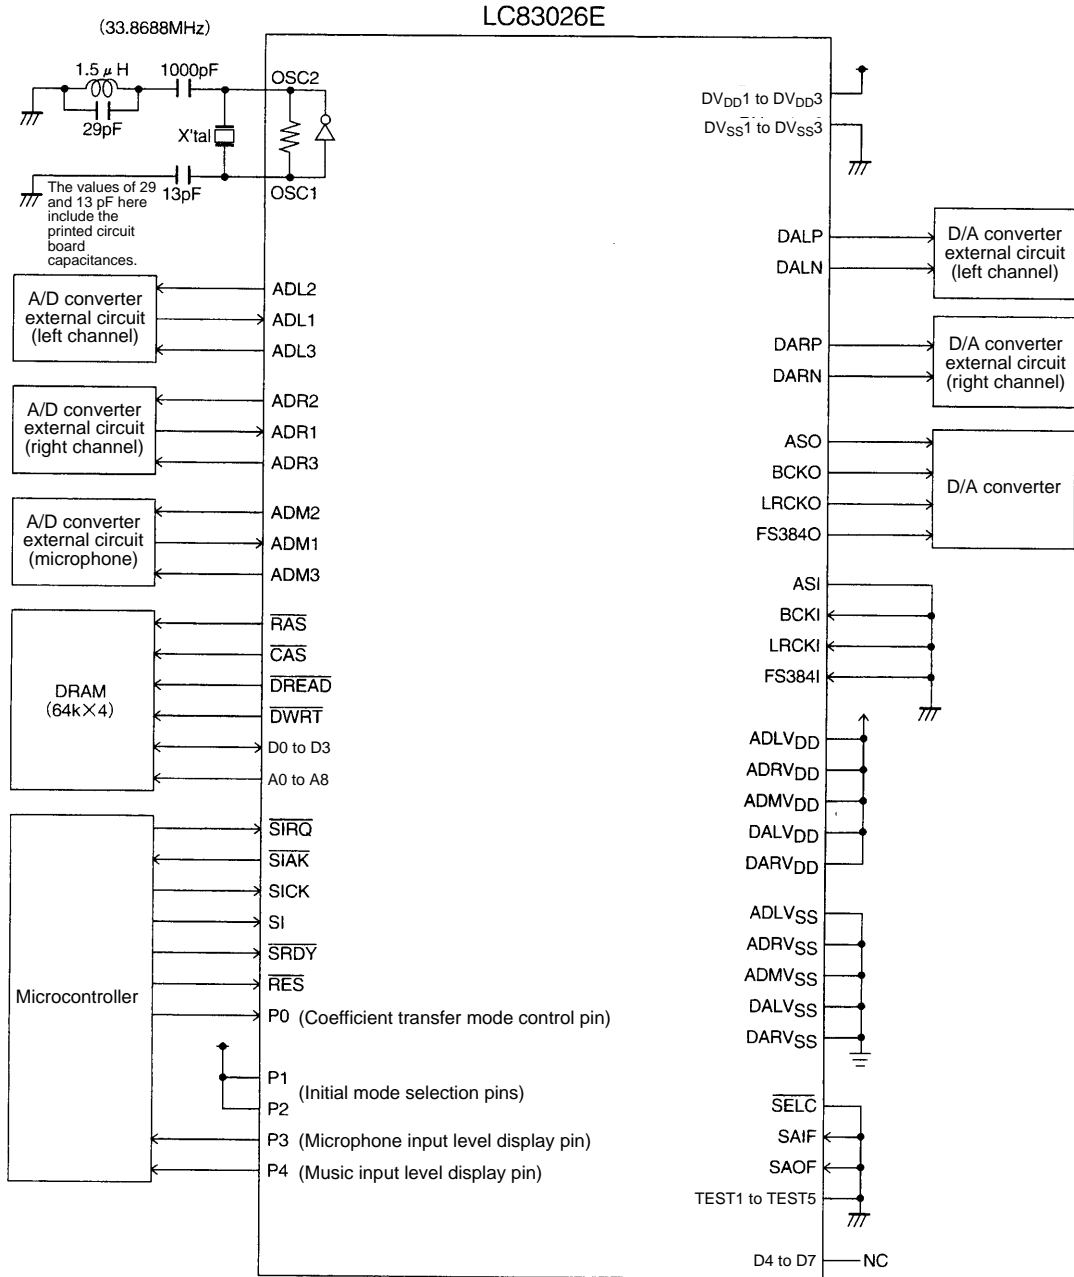 LC83026E
(33.8688MHz)
1.5 μH
1000pF
29pF
X'tal
OSC2
13pF
OSC1
The values of 29
and 13 pF here
include the
printed circuit
board
capacitances.
A/D converter
external circuit
(left channel)
ADL2
ADL1
ADL3
A/D converter
external circuit
(right channel)
ADR2
ADR1
ADR3
A/D converter
external circuit
(microphone)
ADM2
ADM1
ADM3
DRAM
(64k×4)
RAS
CAS
DREAD
DWRT
D0 to D3
A0 to A8
Microcontroller
SIRQ
SIAK
SICK
SI
SRDY
RES
P0 (Coefficient transfer mode control pin)
P1
(Initial mode selection pins)
P2
P3 (Microphone input level display pin)
P4 (Music input level display pin)
DVDD1 to DVDD3
DVSS1 to DVSS3
DALP
DALN
D/A converter
external circuit
(left channel)
DARP
DARN
D/A converter
external circuit
(right channel)
ASO
BCKO
LRCKO
FS384O
D/A converter
ASI
BCKI
LRCKI
FS384I
ADLVDD
ADRVDD
ADMVDD
DALVDD
DARVDD
ADLVSS
ADRVSS
ADMVSS
DALVSS
DARVSS
SELC
SAIF
SAOF
TEST1 to TEST5
D4 to D7
NC